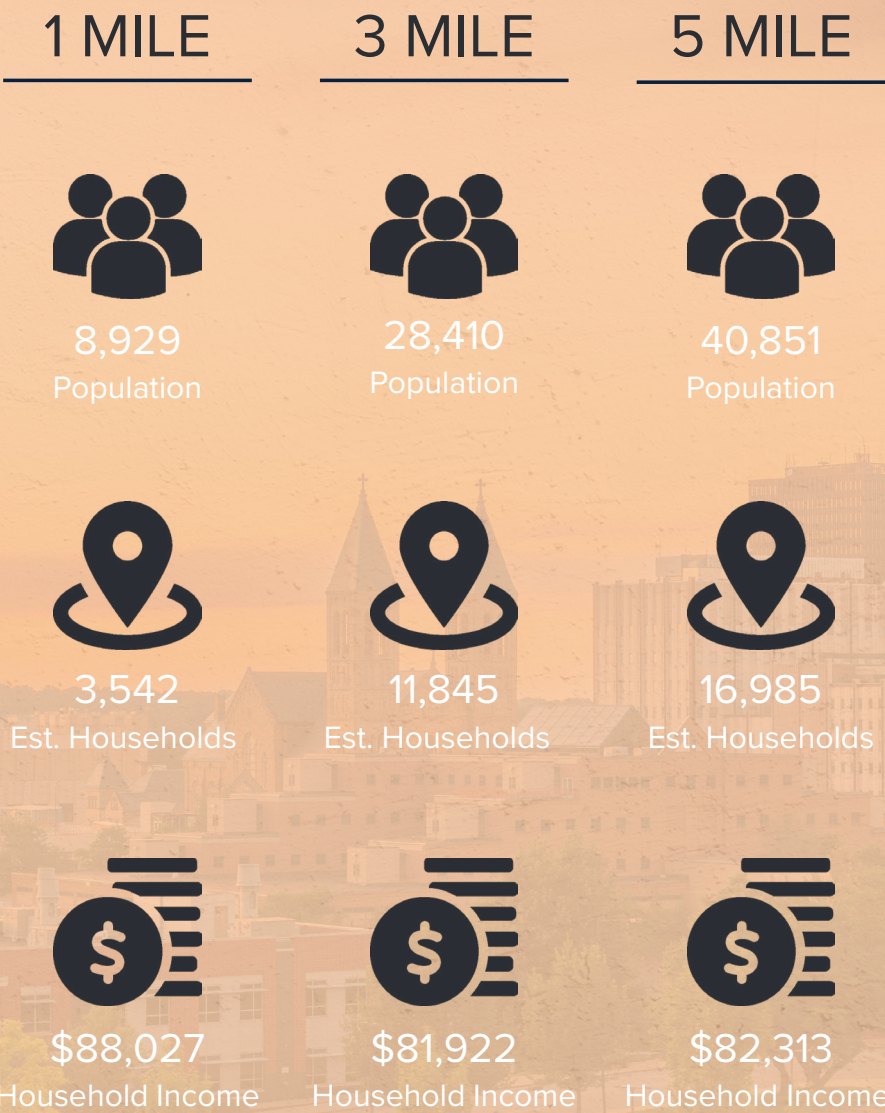 1 MILE
3 MILE
5 MILE
8,929
Population
28,410
Population
40,851
Population
3,542
Est. Households
11,845
Est. Households
16,985
Est. Households
$88,027
Household Income
$81,922
Household Income
$82,313
Household Income